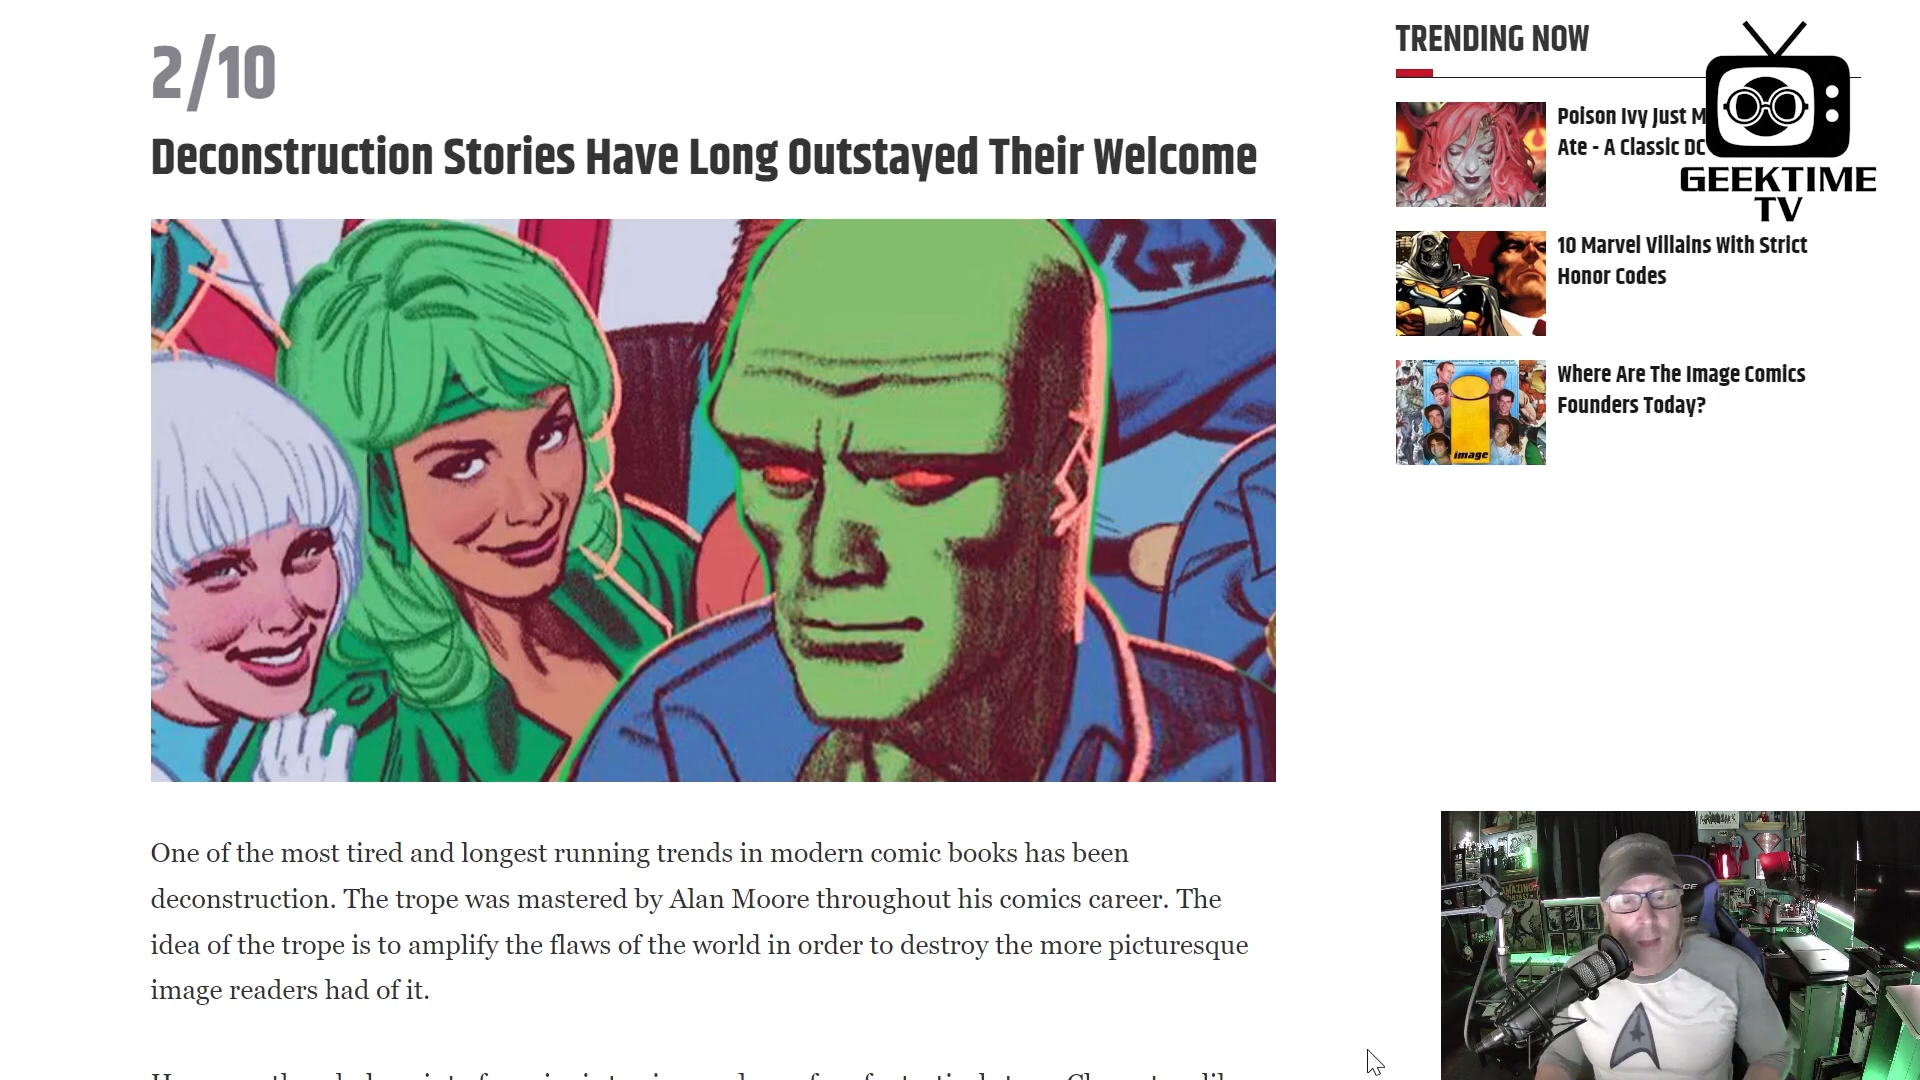 2/10
Deconstruction Stories Have Long Outstayed Their Welcome
One of the most tired and longest running trends in modern comic books has been
deconstruction. The trope was mastered by Alan Moore throughout his comics career. The
idea of the trope is to amplify the flaws of the world in order to destroy the more picturesque
image readers had of it.
TRENDING NOW
Poison Ivy Just
Ate - A Classic DC
10 Marvel Villains With Strict
Honor Codes
Where Are The Image Comics
Founders Today?
image
GEEKTIME
TV
AMAZING